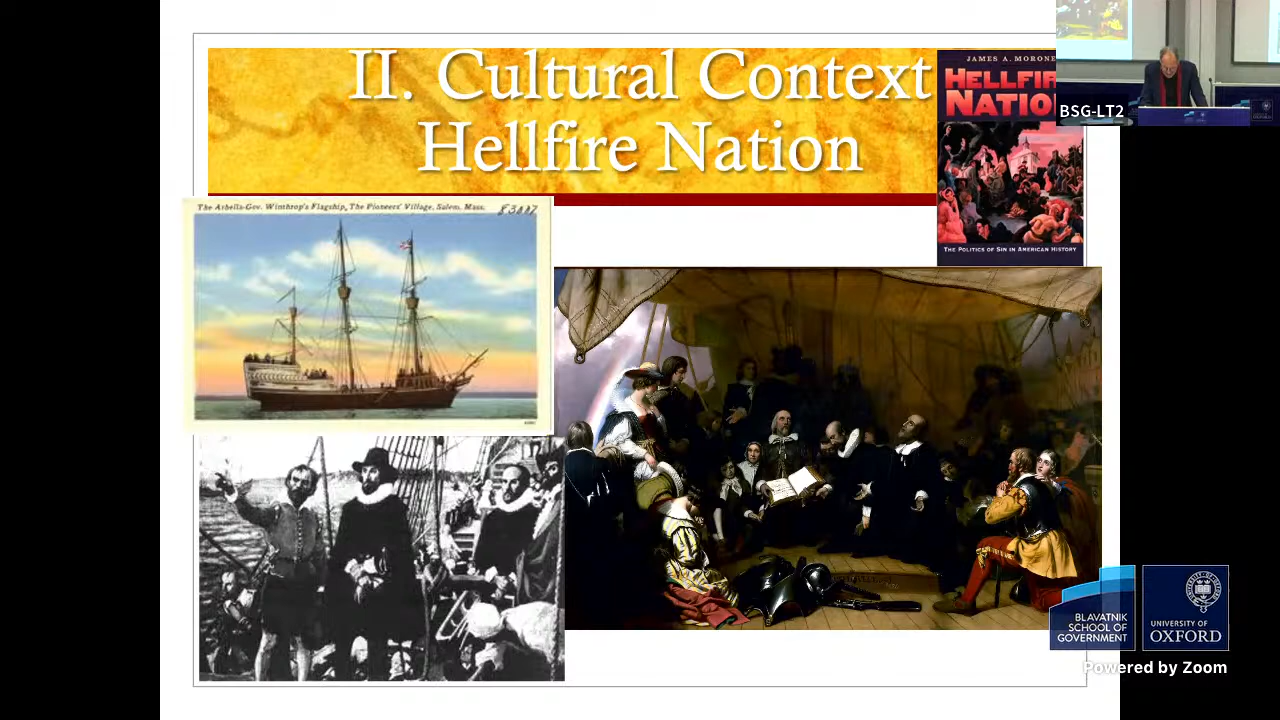 II. Cultural Context
Hellfire Nation
JAMES A. MORONE
HELLFIR
NATIO
THE POLITICS OF SIN IN AMERICAN HISTORY
BSG-LT2
The Arbella-Gov. Winthrop's Flagship, The Pioneers' Village, Salem, Mass.
BLAVATNIK
SCHOOL OF
GOVERNMENT
UNIVERSITY OF
OXFORD
Powered by Zoom